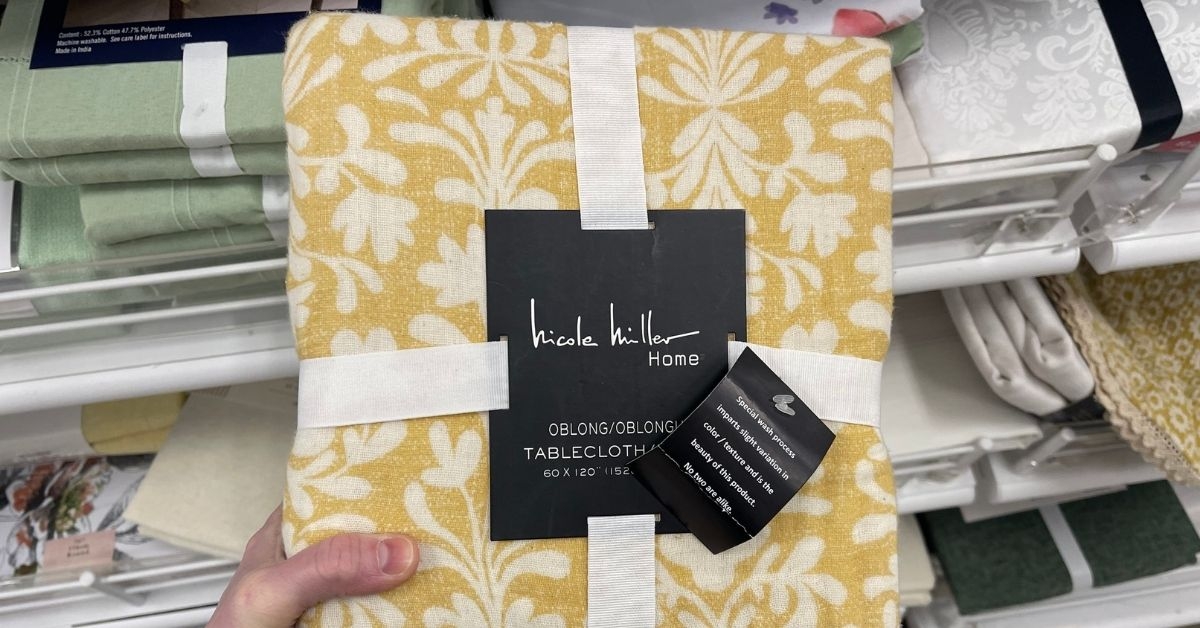 Content : 52.3% Cotton 47.7% Polyester
Machine washable. See care label for instructions.
Made in India
nicole miller
Home
OBLONG/OBLONGU
TABLECLOTH
60 X 120" (152
Special wash process
imparts slight variation in
color / texture and is the
beauty of this product.
No two are alike.